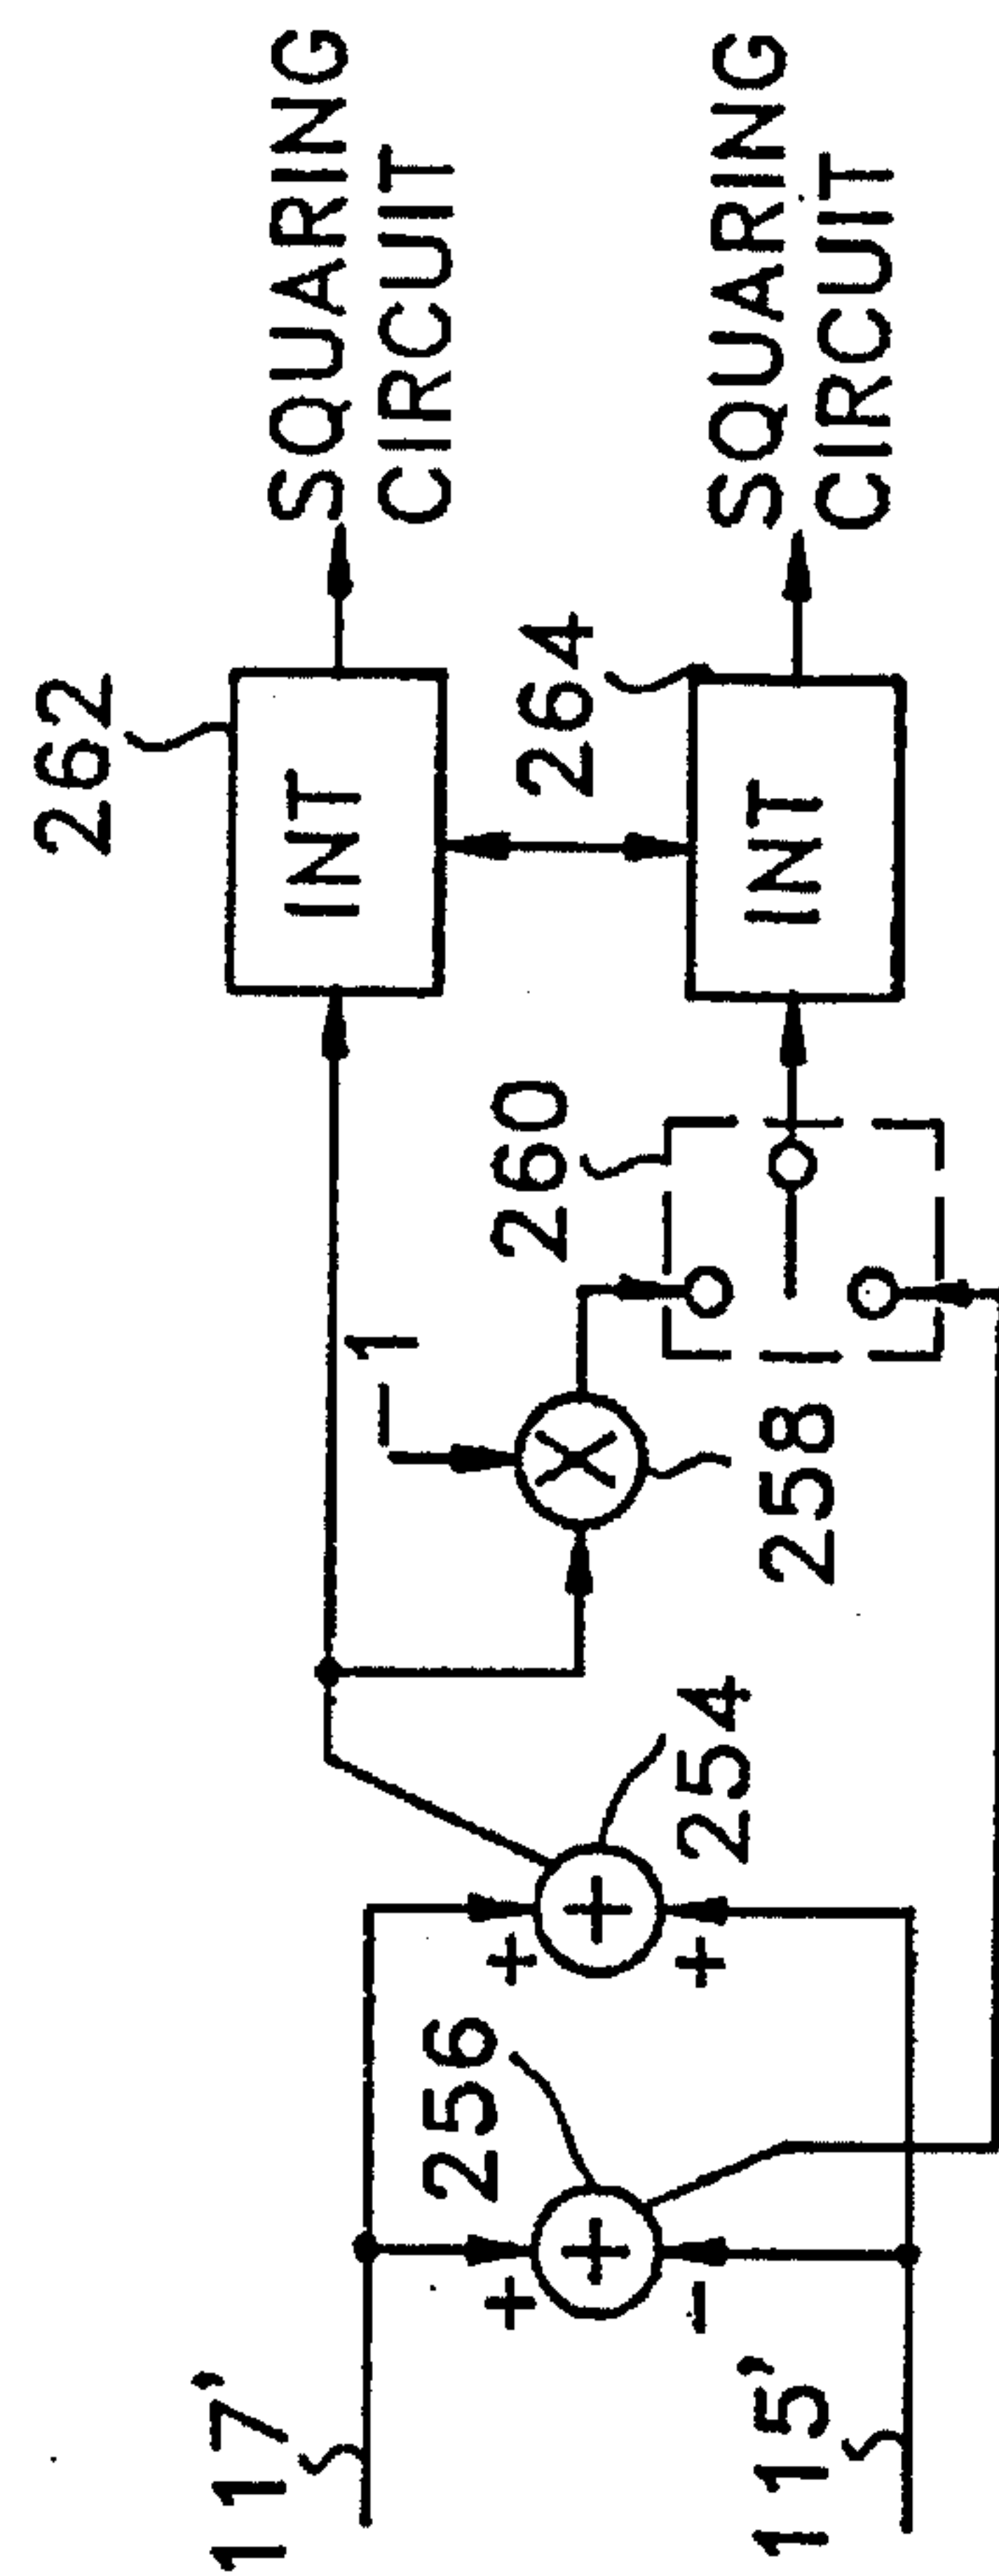 117'
115'
256
+
+
-
254
+
+
+
258
X
-1
260
262
INT
264
INT
SQUARING
CIRCUIT
SQUARING
CIRCUIT